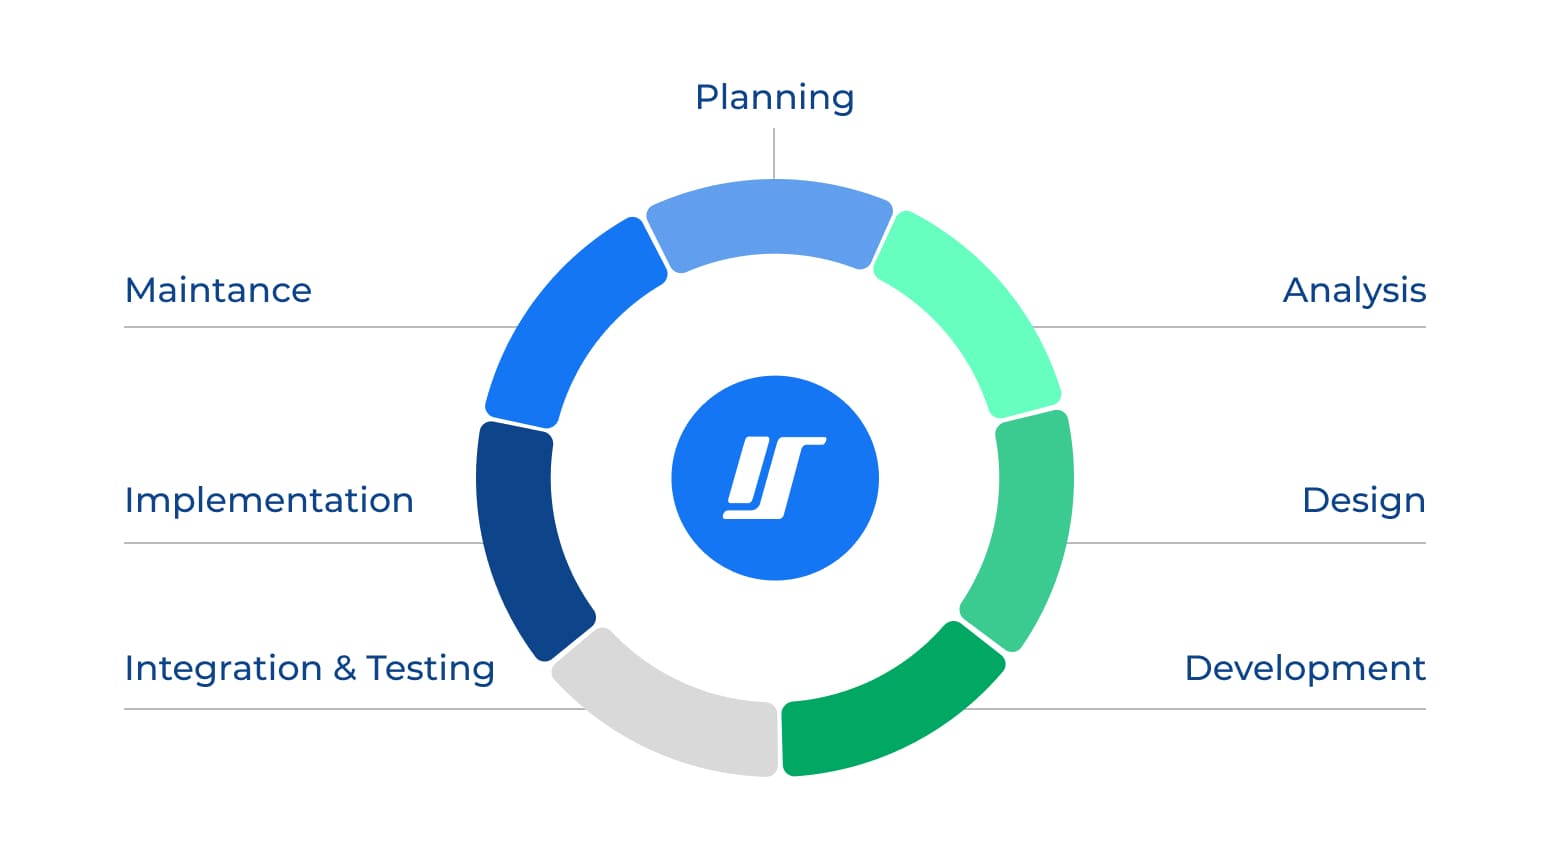 Planning
Maintance
Analysis
Implementation
Design
Integration & Testing
Development